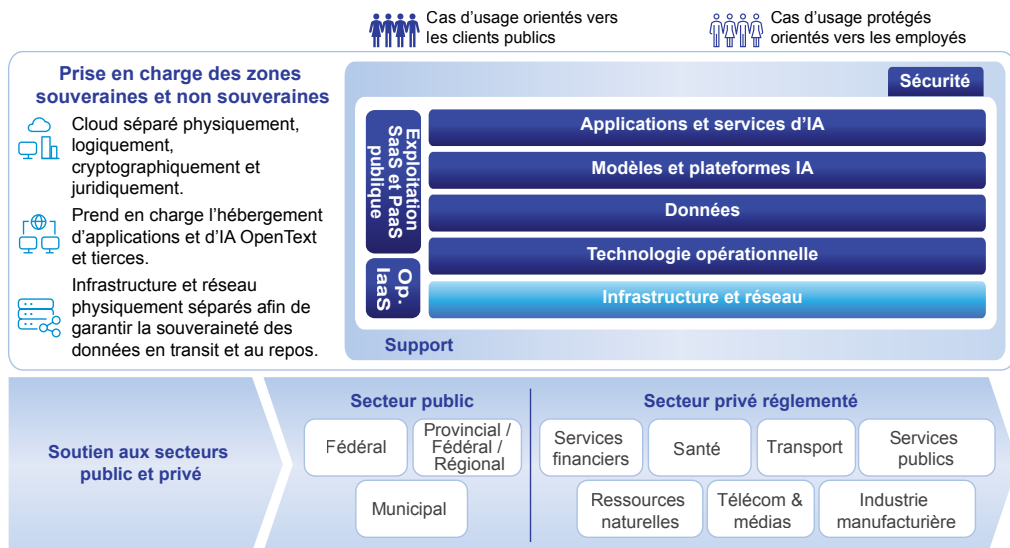 Cas d'usage orientés vers
les clients publics
Cas d'usage protégés
orientés vers les employés
Prise en charge des zones
souveraines et non souveraines
Cloud séparé physiquement,
logiquement,
cryptographiquement et
juridiquement.
Prend en charge l'hébergement
d'applications et d'IA OpenText
et tierces.
Infrastructure et réseau
physiquement séparés afin de
garantir la souveraineté des
données en transit et au repos.
Sécurité
Exploitation
SaaS et PaaS
publique
Op.
IaaS
Applications et services d'IA
Modèles et plateformes IA
Données
Technologie opérationnelle
Infrastructure et réseau
Support
Soutien aux secteurs
public et privé
Secteur public
Fédéral
Provincial /
Fédéral /
Régional
Municipal
Secteur privé réglementé
Services
financiers
Santé
Transport
Services
publics
Ressources
naturelles
Télécom &
médias
Industrie
manufacturière